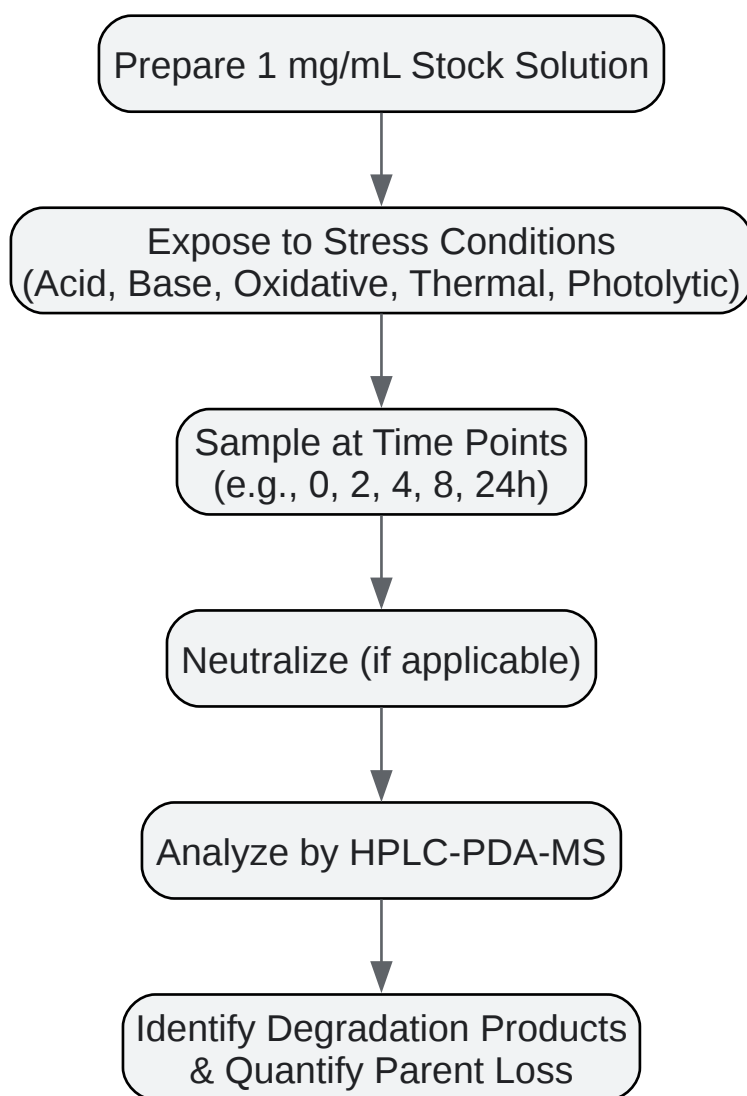 Prepare 1 mg/mL Stock Solution
Expose to Stress Conditions
(Acid, Base, Oxidative, Thermal, Photolytic)
Sample at Time Points
(e.g., 0, 2, 4, 8, 24h)
Neutralize (if applicable)
Analyze by HPLC-PDA-MS
Identify Degradation Products
& Quantify Parent Loss